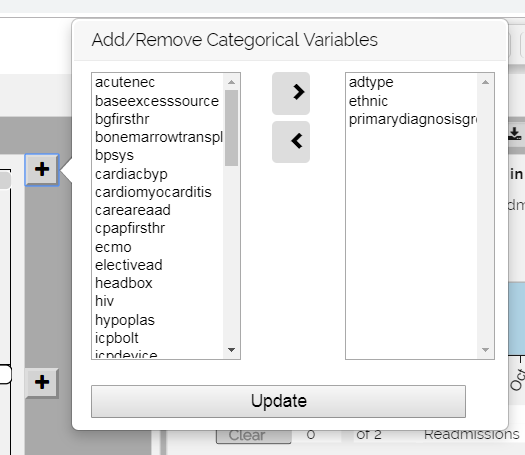 Add/Remove Categorical Variables
acutenec
baseexcesssource
bgfirsthr
bonemarrowtranspl
bpsys
cardiacbyp
cardiomyocarditis
careareaad
cpapfirsthr
ecmo
electivead
headbox
hiv
hypoplas
icpbolt
icpdevice
adtype
ethnic
primarydiagnosisgr
in
dm
Oct
Update
Clear 0 of 2 Readmissions